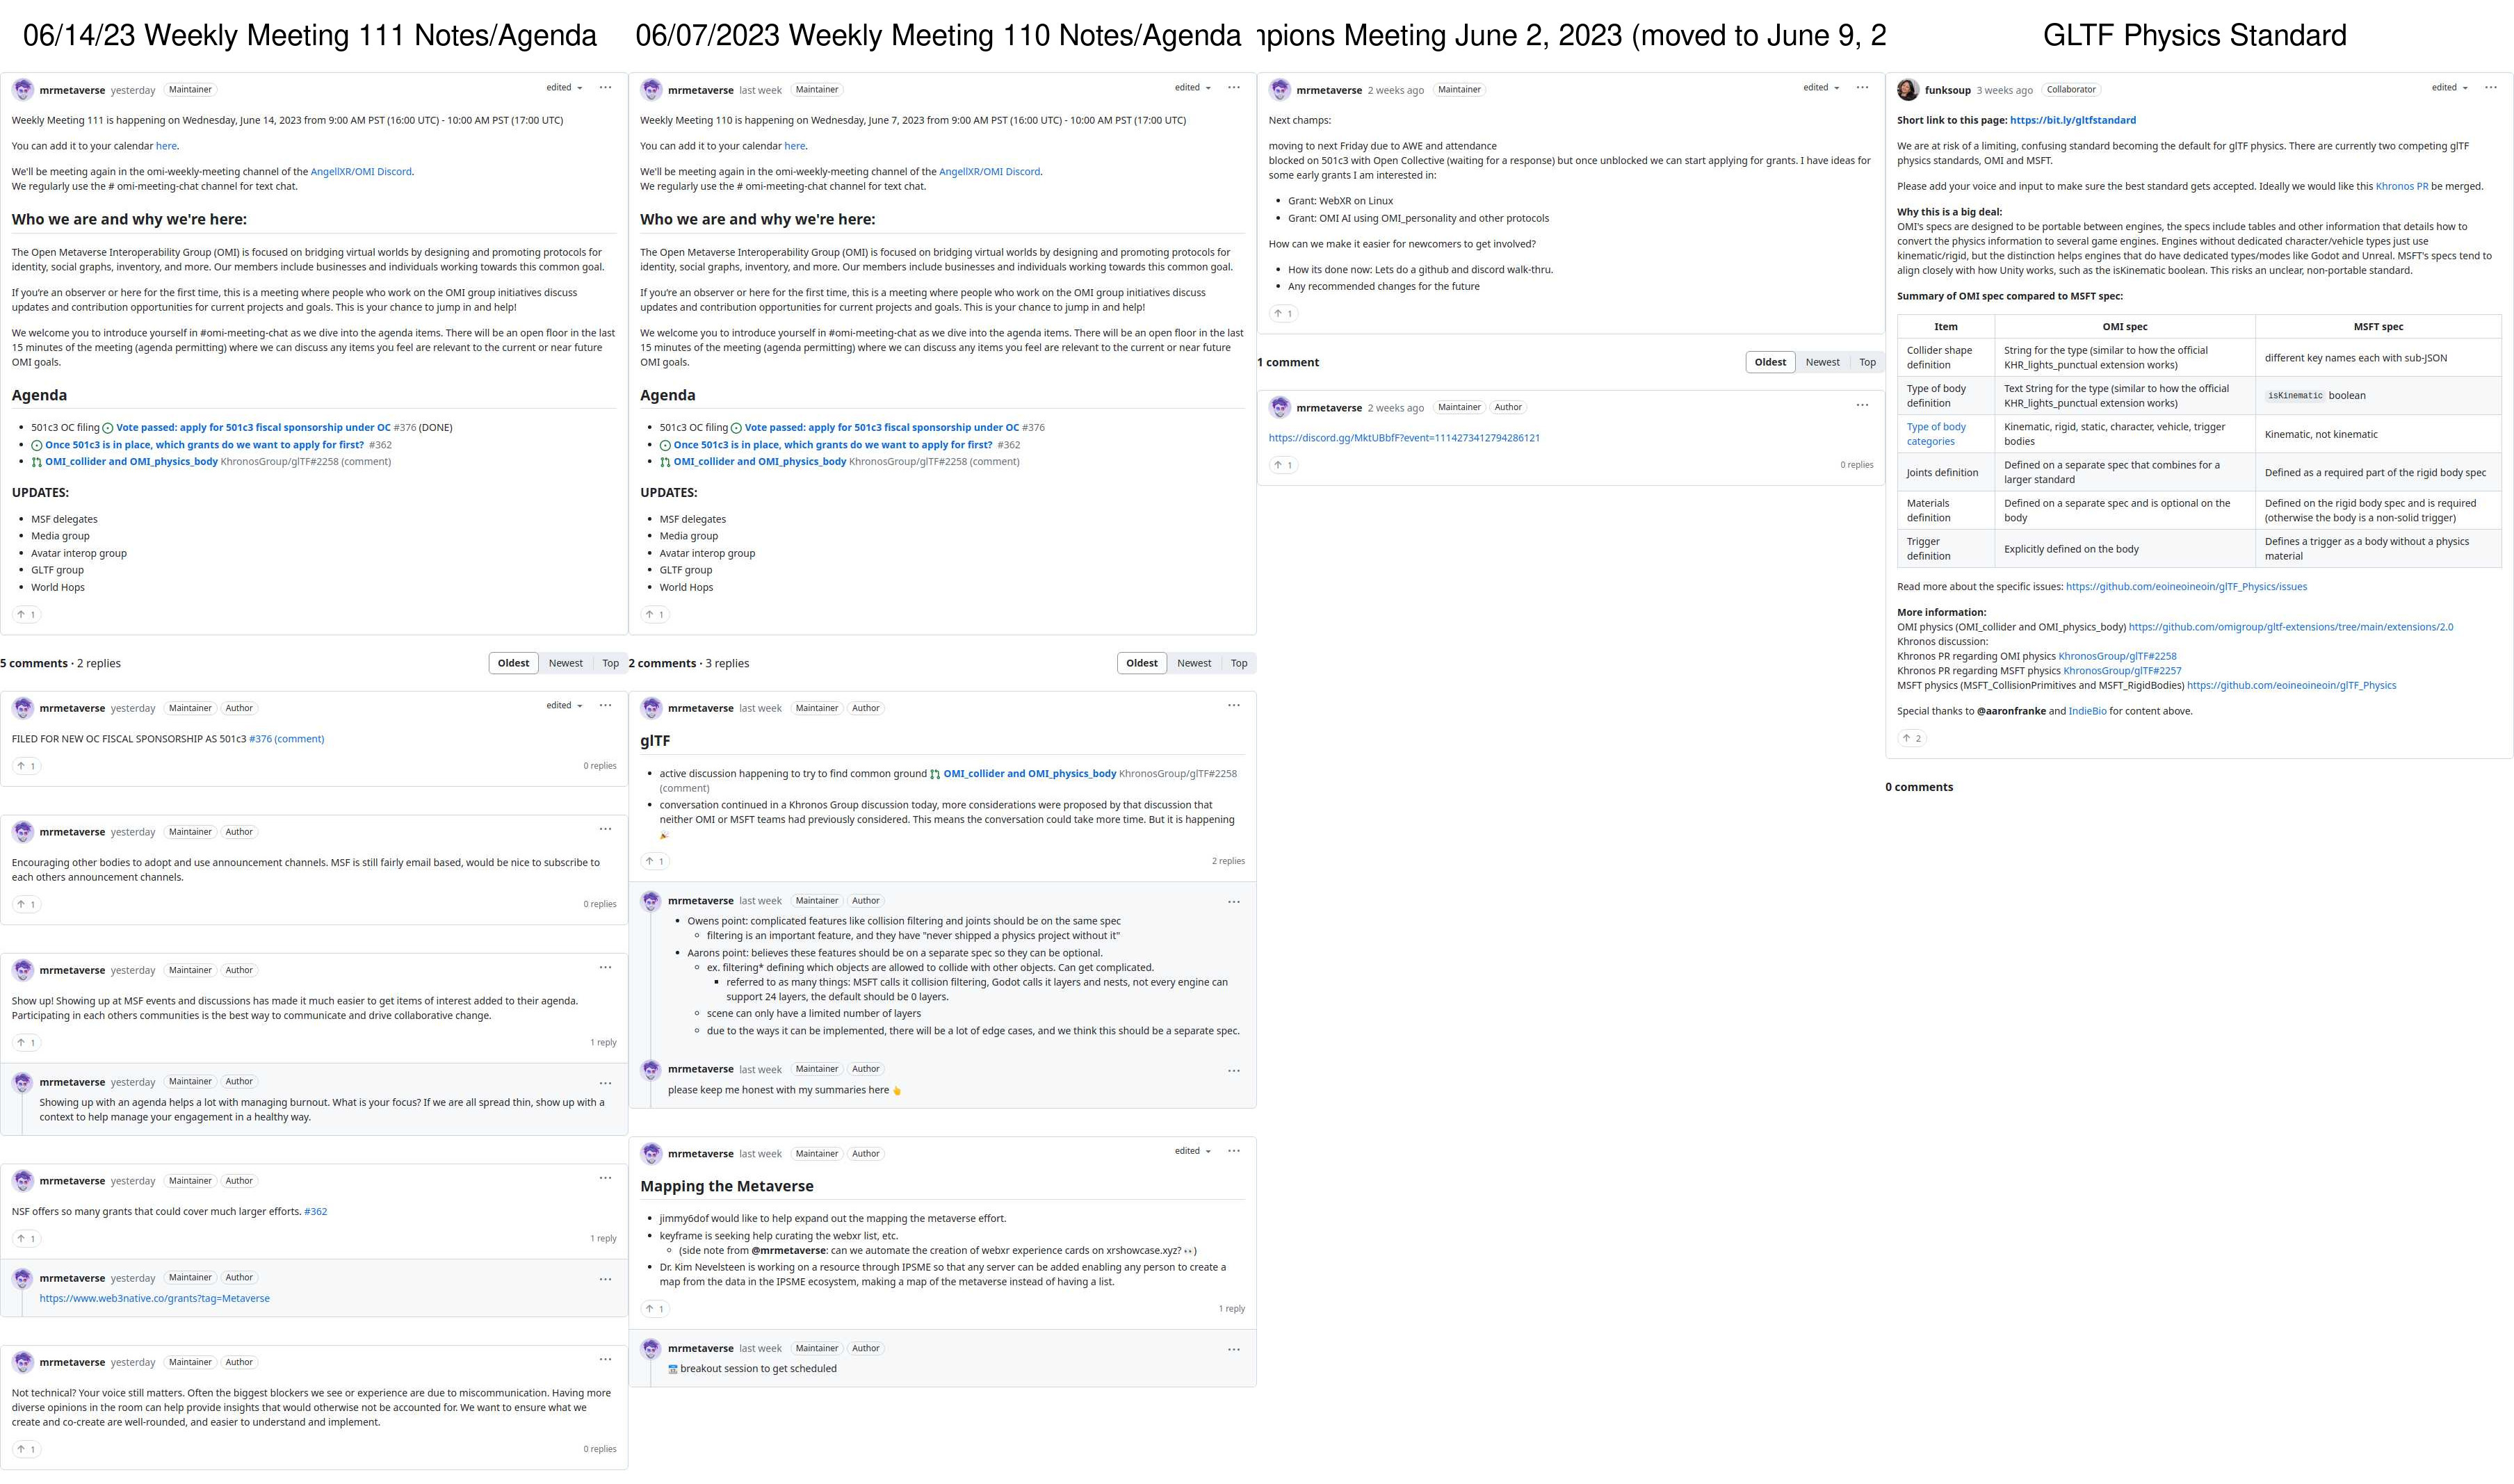 06/14/23 Weekly Meeting 111 Notes/Agenda
mrmetaverse yesterday Maintainer edited
Weekly Meeting 111 is happening on Wednesday, June 14, 2023 from 9:00 AM PST (16:00 UTC) - 10:00 AM PST (17:00 UTC)
You can add it to your calendar here.
We'll be meeting again in the omi-weekly-meeting channel of the AngellXR/OMI Discord.
We regularly use the # omi-meeting-chat channel for text chat.
Who we are and why we're here:
The Open Metaverse Interoperability Group (OMI) is focused on bridging virtual worlds by designing and promoting protocols for
identity, social graphs, inventory, and more. Our members include businesses and individuals working towards this common goal.
If you're an observer or here for the first time, this is a meeting where people who work on the OMI group initiatives discuss
updates and contribution opportunities for current projects and goals. This is your chance to jump in and help!
We welcome you to introduce yourself in #omi-meeting-chat as we dive into the agenda items. There will be an open floor in the last
15 minutes of the meeting (agenda permitting) where we can discuss any items you feel are relevant to the current or near future
OMI goals.
Agenda
• 501c3 OC filing Vote passed: apply for 501c3 fiscal sponsorship under OC #376 (DONE)
• Once 501c3 is in place, which grants do we want to apply for first? #362
• OMI_collider and OMI_physics_body KhronosGroup/glTF#2258 (comment)
UPDATES:
• MSF delegates
• Media group
• Avatar interop group
• GLTF group
• World Hops
↑ 1
5 comments · 2 replies Oldest Newest Top
mrmetaverse yesterday Maintainer Author edited
FILED FOR NEW OC FISCAL SPONSORSHIP AS 501c3 #376 (comment)
↑ 1 0 replies
mrmetaverse yesterday Maintainer Author
Encouraging other bodies to adopt and use announcement channels. MSF is still fairly email based, would be nice to subscribe to
each others announcement channels.
↑ 1 0 replies
mrmetaverse yesterday Maintainer Author
Show up! Showing up at MSF events and discussions has made it much easier to get items of interest added to their agenda.
Participating in each others communities is the best way to communicate and drive collaborative change.
↑ 1 1 reply
mrmetaverse yesterday Maintainer Author
Showing up with an agenda helps a lot with managing burnout. What is your focus? If we are all spread thin, show up with a
context to help manage your engagement in a healthy way.
mrmetaverse yesterday Maintainer Author
NSF offers so many grants that could cover much larger efforts. #362
↑ 1 1 reply
mrmetaverse yesterday Maintainer Author
https://www.web3native.co/grants?tag=Metaverse
mrmetaverse yesterday Maintainer Author
Not technical? Your voice still matters. Often the biggest blockers we see or experience are due to miscommunication. Having more
diverse opinions in the room can help provide insights that would otherwise not be accounted for. We want to ensure what we
create and co-create are well-rounded, and easier to understand and implement.
↑ 1 0 replies
06/07/2023 Weekly Meeting 110 Notes/Agenda
mrmetaverse last week Maintainer edited
Weekly Meeting 110 is happening on Wednesday, June 7, 2023 from 9:00 AM PST (16:00 UTC) - 10:00 AM PST (17:00 UTC)
You can add it to your calendar here.
We'll be meeting again in the omi-weekly-meeting channel of the AngellXR/OMI Discord.
We regularly use the # omi-meeting-chat channel for text chat.
Who we are and why we're here:
The Open Metaverse Interoperability Group (OMI) is focused on bridging virtual worlds by designing and promoting protocols for
identity, social graphs, inventory, and more. Our members include businesses and individuals working towards this common goal.
If you're an observer or here for the first time, this is a meeting where people who work on the OMI group initiatives discuss
updates and contribution opportunities for current projects and goals. This is your chance to jump in and help!
We welcome you to introduce yourself in #omi-meeting-chat as we dive into the agenda items. There will be an open floor in the last
15 minutes of the meeting (agenda permitting) where we can discuss any items you feel are relevant to the current or near future
OMI goals.
Agenda
• 501c3 OC filing Vote passed: apply for 501c3 fiscal sponsorship under OC #376
• Once 501c3 is in place, which grants do we want to apply for first? #362
• OMI_collider and OMI_physics_body KhronosGroup/glTF#2258 (comment)
UPDATES:
• MSF delegates
• Media group
• Avatar interop group
• GLTF group
• World Hops
↑ 1
2 comments · 3 replies Oldest Newest Top
mrmetaverse last week Maintainer Author
glTF
• active discussion happening to try to find common ground OMI_collider and OMI_physics_body KhronosGroup/glTF#2258
(comment)
• conversation continued in a Khronos Group discussion today, more considerations were proposed by that discussion that
neither OMI or MSFT teams had previously considered. This means the conversation could take more time. But it is happening
🎉
↑ 1 2 replies
mrmetaverse last week Maintainer Author
• Owens point: complicated features like collision filtering and joints should be on the same spec
◦ filtering is an important feature, and they have "never shipped a physics project without it"
• Aarons point: believes these features should be on a separate spec so they can be optional.
◦ ex. filtering* defining which objects are allowed to collide with other objects. Can get complicated.
▪ referred to as many things: MSFT calls it collision filtering, Godot calls it layers and nests, not every engine can
support 24 layers, the default should be 0 layers.
◦ scene can only have a limited number of layers
◦ due to the ways it can be implemented, there will be a lot of edge cases, and we think this should be a separate spec.
mrmetaverse last week Maintainer Author
please keep me honest with my summaries here 👆
mrmetaverse last week Maintainer Author edited
Mapping the Metaverse
• jimmy6dof would like to help expand out the mapping the metaverse effort.
• keyframe is seeking help curating the webxr list, etc.
◦ (side note from @mrmetaverse: can we automate the creation of webxr experience cards on xrshowcase.xyz? 👀)
• Dr. Kim Nevelsteen is working on a resource through IPSME so that any server can be added enabling any person to create a
map from the data in the IPSME ecosystem, making a map of the metaverse instead of having a list.
↑ 1 1 reply
mrmetaverse last week Maintainer Author
📅 breakout session to get scheduled
pions Meeting June 2, 2023 (moved to June 9, 2
mrmetaverse 2 weeks ago Maintainer edited
Next champs:
moving to next Friday due to AWE and attendance
blocked on 501c3 with Open Collective (waiting for a response) but once unblocked we can start applying for grants. I have ideas for
some early grants I am interested in:
• Grant: WebXR on Linux
• Grant: OMI AI using OMI_personality and other protocols
How can we make it easier for newcomers to get involved?
• How its done now: Lets do a github and discord walk-thru.
• Any recommended changes for the future
↑ 1
1 comment Oldest Newest Top
mrmetaverse 2 weeks ago Maintainer Author
https://discord.gg/MktUBbfF?event=1114273412794286121
↑ 1 0 replies
GLTF Physics Standard
funksoup 3 weeks ago Collaborator edited
Short link to this page: https://bit.ly/gltfstandard
We are at risk of a limiting, confusing standard becoming the default for glTF physics. There are currently two competing glTF
physics standards, OMI and MSFT.
Please add your voice and input to make sure the best standard gets accepted. Ideally we would like this Khronos PR be merged.
Why this is a big deal:
OMI's specs are designed to be portable between engines, the specs include tables and other information that details how to
convert the physics information to several game engines. Engines without dedicated character/vehicle types just use
kinematic/rigid, but the distinction helps engines that do have dedicated types/modes like Godot and Unreal. MSFT's specs tend to
align closely with how Unity works, such as the isKinematic boolean. This risks an unclear, non-portable standard.
Summary of OMI spec compared to MSFT spec:
Item OMI spec MSFT spec
Collider shape definition String for the type (similar to how the official KHR_lights_punctual extension works) different key names each with sub-JSON
Type of body definition Text String for the type (similar to how the official KHR_lights_punctual extension works) isKinematic boolean
Type of body categories Kinematic, rigid, static, character, vehicle, trigger bodies Kinematic, not kinematic
Joints definition Defined on a separate spec that combines for a larger standard Defined as a required part of the rigid body spec
Materials definition Defined on a separate spec and is optional on the body Defined on the rigid body spec and is required (otherwise the body is a non-solid trigger)
Trigger definition Explicitly defined on the body Defines a trigger as a body without a physics material
Read more about the specific issues: https://github.com/eoineoineoin/glTF_Physics/issues
More information:
OMI physics (OMI_collider and OMI_physics_body) https://github.com/omigroup/gltf-extensions/tree/main/extensions/2.0
Khronos discussion:
Khronos PR regarding OMI physics KhronosGroup/glTF#2258
Khronos PR regarding MSFT physics KhronosGroup/glTF#2257
MSFT physics (MSFT_CollisionPrimitives and MSFT_RigidBodies) https://github.com/eoineoineoin/glTF_Physics
Special thanks to @aaronfranke and IndieBio for content above.
↑ 2
0 comments